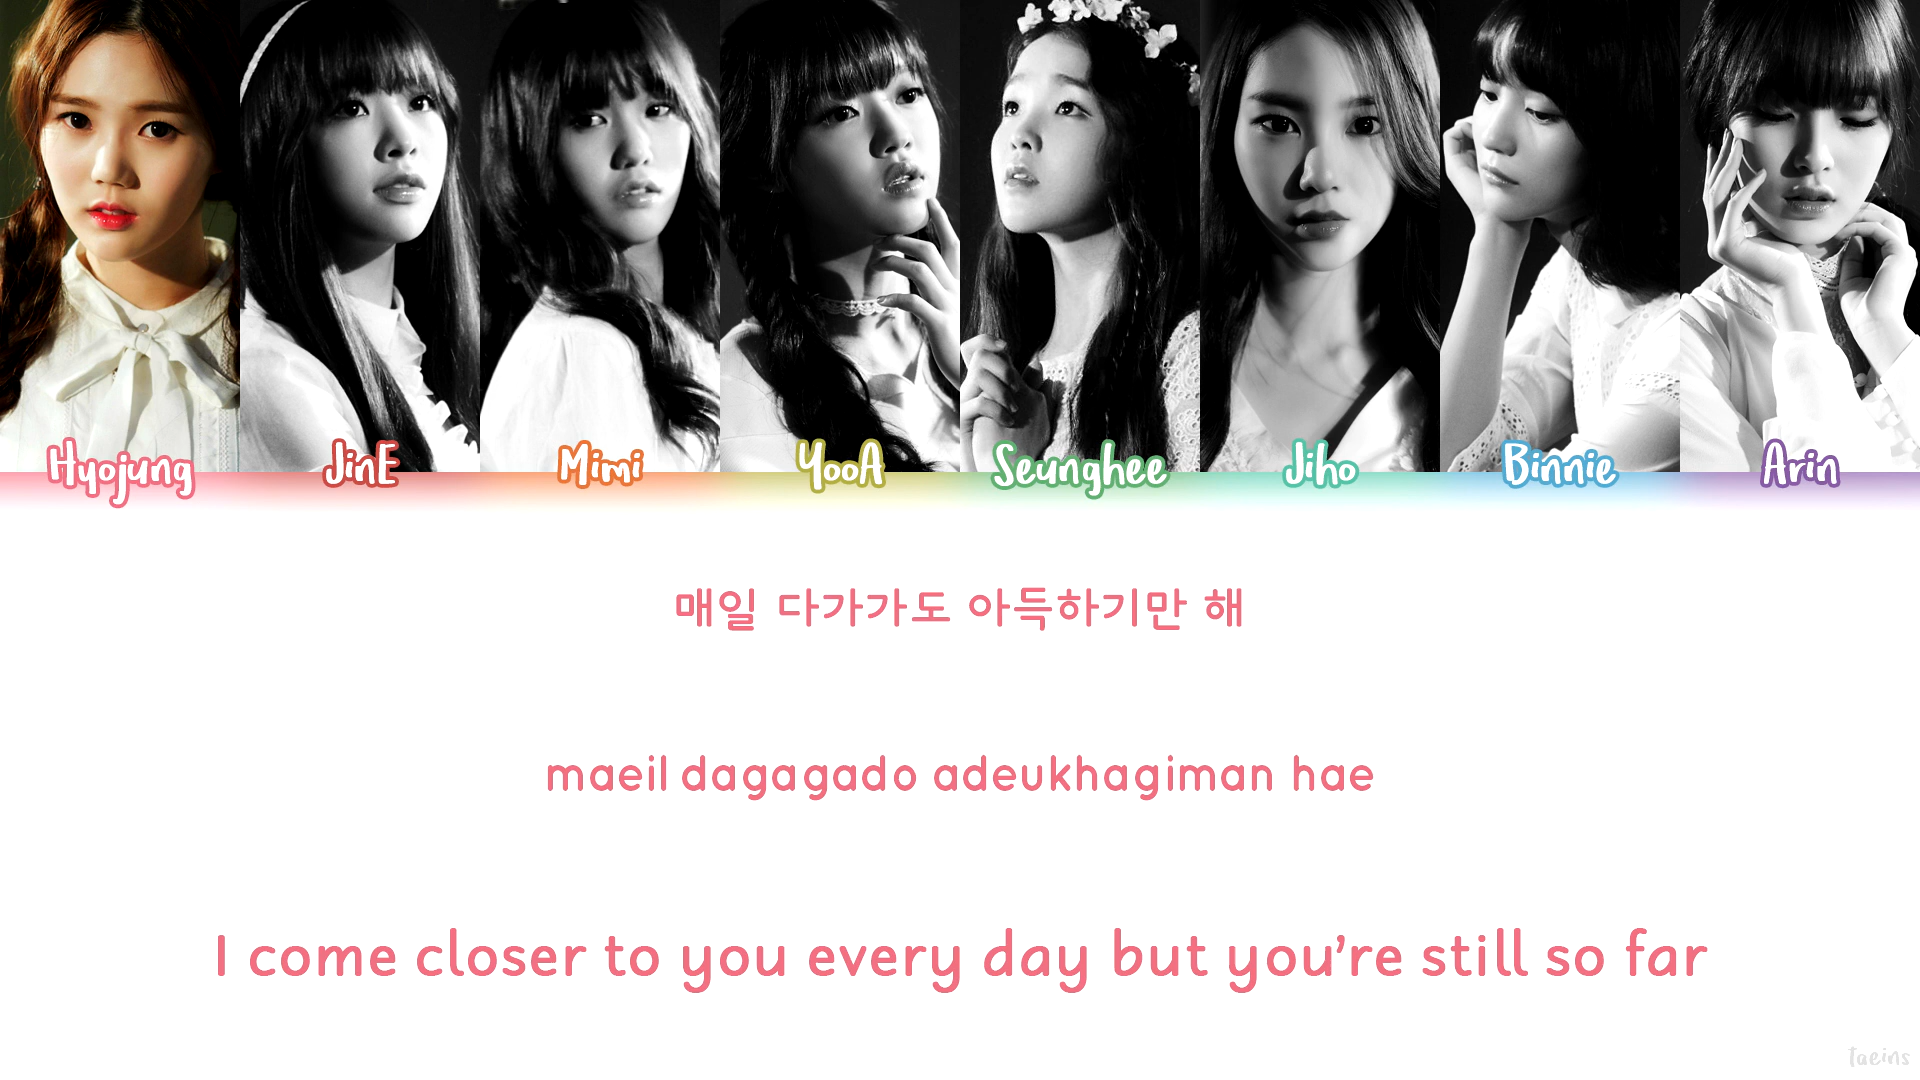 Hyojung JinE Mimi YooA Seunghee Jiho Binnie Arin
매일 다가가도 아득하기만 해
maeil dagagado adeukhagiman hae
I come closer to you every day but you're still so far
taeins